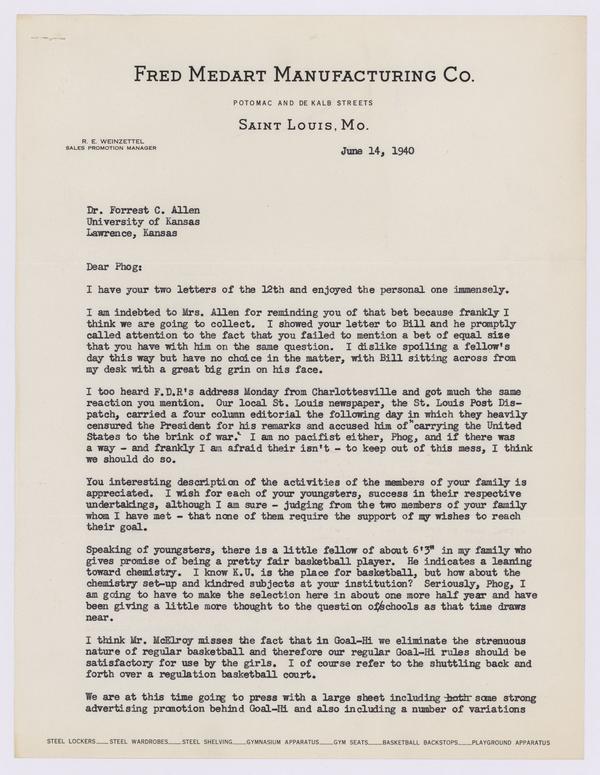 FRED MEDART MANUFACTURING CO.
POTOMAC AND DE KALB STREETS
SAINT LOUIS, MO.
R. E. WEINZETTEL
SALES PROMOTION MANAGER
June 14, 1940
Dr. Forrest C. Allen
University of Kansas
Lawrence, Kansas
Dear Phog:
I have your two letters of the 12th and enjoyed the personal one immensely.
I am indebted to Mrs. Allen for reminding you of that bet because frankly I
think we are going to collect. I showed your letter to Bill and he promptly
called attention to the fact that you failed to mention a bet of equal size
that you have with him on the same question. I dislike spoiling a fellow's
day this way but have no choice in the matter, with Bill sitting across from
my desk with a great big grin on his face.
I too heard F.D.R's address Monday from Charlottesville and got much the same
reaction you mention. Our local St. Louis newspaper, the St. Louis Post Dis-
patch, carried a four column editorial the following day in which they heavily
censured the President for his remarks and accused him of "carrying the United
States to the brink of war." I am no pacifist either, Phog, and if there was
a way - and frankly I am afraid their isn't - to keep out of this mess, I think
we should do so.
You interesting description of the activities of the members of your family is
appreciated. I wish for each of your youngsters, success in their respective
undertakings, although I am sure - judging from the two members of your family
whom I have met - that none of them require the support of my wishes to reach
their goal.
Speaking of youngsters, there is a little fellow of about 6'3" in my family who
gives promise of being a pretty fair basketball player. He indicates a leaning
toward chemistry. I know K.U. is the place for basketball, but how about the
chemistry set-up and kindred subjects at your institution? Seriously, Phog, I
am going to have to make the selection here in about one more half year and have
been giving a little more thought to the question of/schools as that time draws
near.
I think Mr. McElroy misses the fact that in Goal-Hi we eliminate the strenuous
nature of regular basketball and therefore our regular Goal-Hi rules should be
satisfactory for use by the girls. I of course refer to the shuttling back and
forth over a regulation basketball court.
We are at this time going to press with a large sheet including both some strong
advertising promotion behind Goal-Hi and also including a number of variations
STEEL LOCKERS___STEEL WARDROBES___STEEL SHELVING___GYMNASIUM APPARATUS___GYM SEATS___BASKETBALL BACKSTOPS___PLAYGROUND APPARATUS